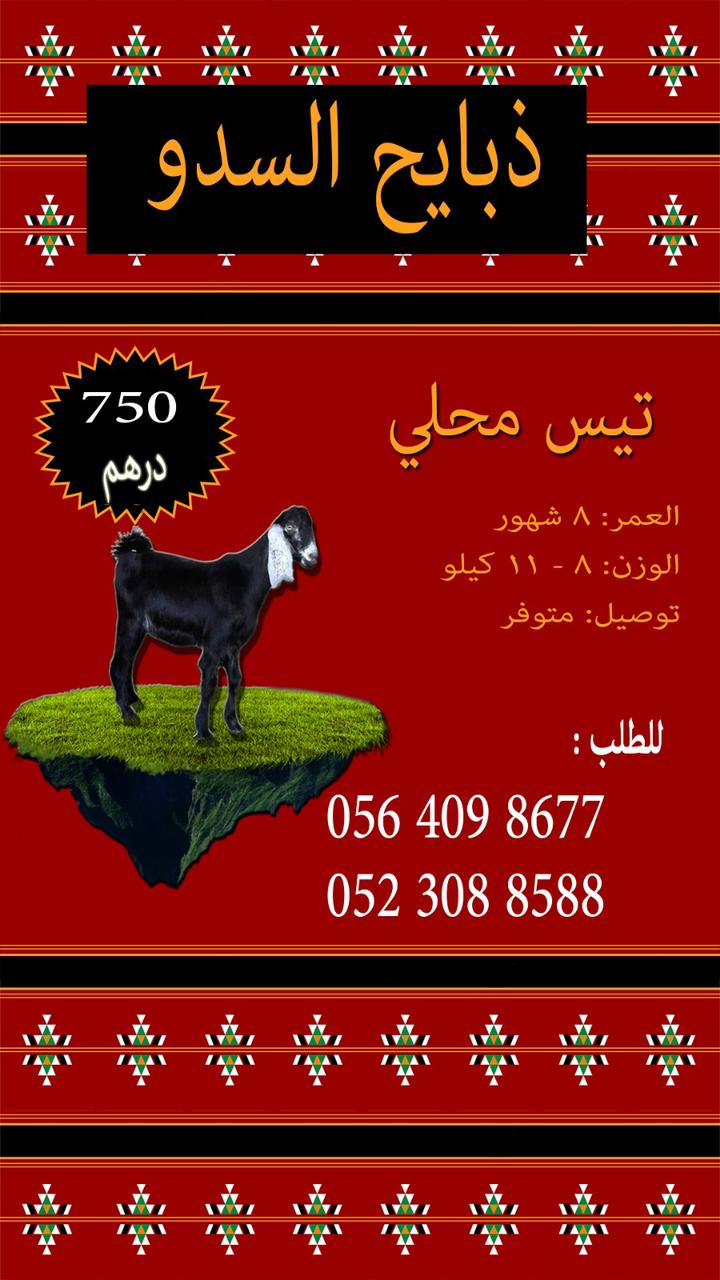 ذبايح السدو
750
درهم
تيس محلي
العمر: ٨ شهور
الوزن: ٨ - ١١ كيلو
توصيل: متوفر
للطلب :
056 409 8677
052 308 8588